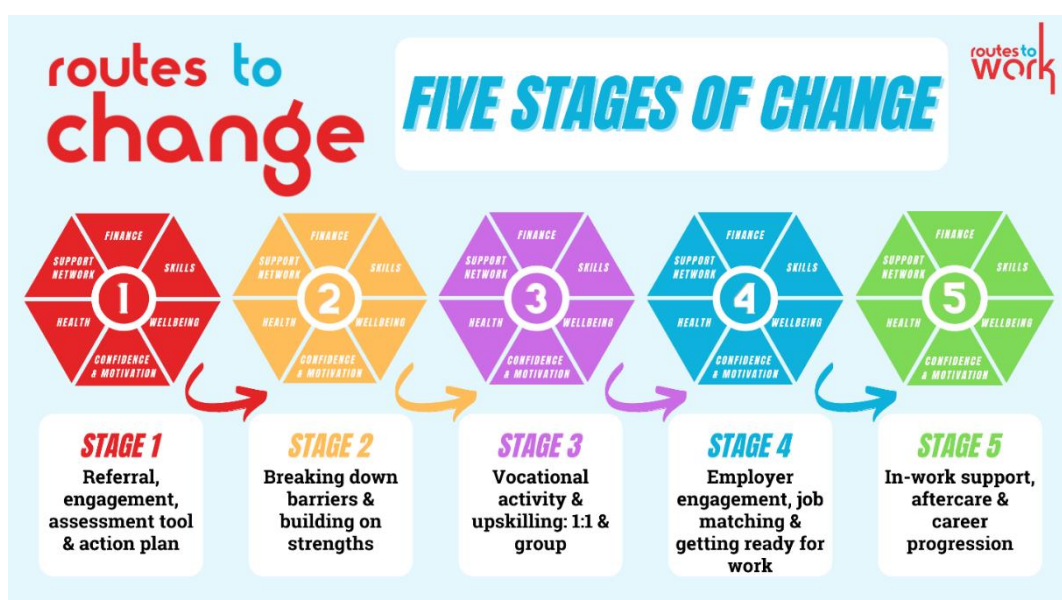 routes to
change
FIVE STAGES OF CHANGE
routes to
work
FINANCE
SUPPORT
NETWORK
SKILLS
1
HEALTH
WELLBEING
CONFIDENCE
& MOTIVATION
FINANCE
SUPPORT
NETWORK
SKILLS
2
HEALTH
WELLBEING
CONFIDENCE
& MOTIVATION
FINANCE
SUPPORT
NETWORK
SKILLS
3
HEALTH
WELLBEING
CONFIDENCE
& MOTIVATION
FINANCE
SUPPORT
NETWORK
SKILLS
4
HEALTH
WELLBEING
CONFIDENCE
& MOTIVATION
FINANCE
SUPPORT
NETWORK
SKILLS
5
HEALTH
WELLBEING
CONFIDENCE
& MOTIVATION
STAGE 1
Referral,
engagement,
assessment tool
& action plan
STAGE 2
Breaking down
barriers &
building on
strengths
STAGE 3
Vocational
activity &
upskilling: 1:1 &
group
STAGE 4
Employer
engagement, job
matching &
getting ready for
work
STAGE 5
In-work support,
aftercare &
career
progression